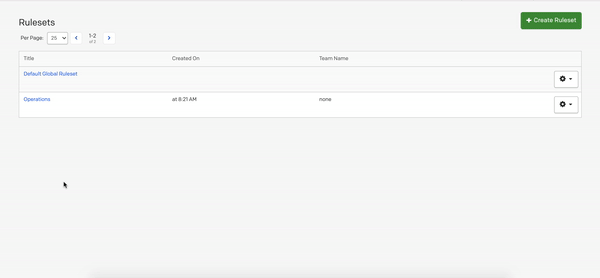 Rulesets
+ Create Ruleset
Per Page: 25 1-2
of 2
Title Created On Team Name
Default Global Ruleset
Operations at 8:21 AM none